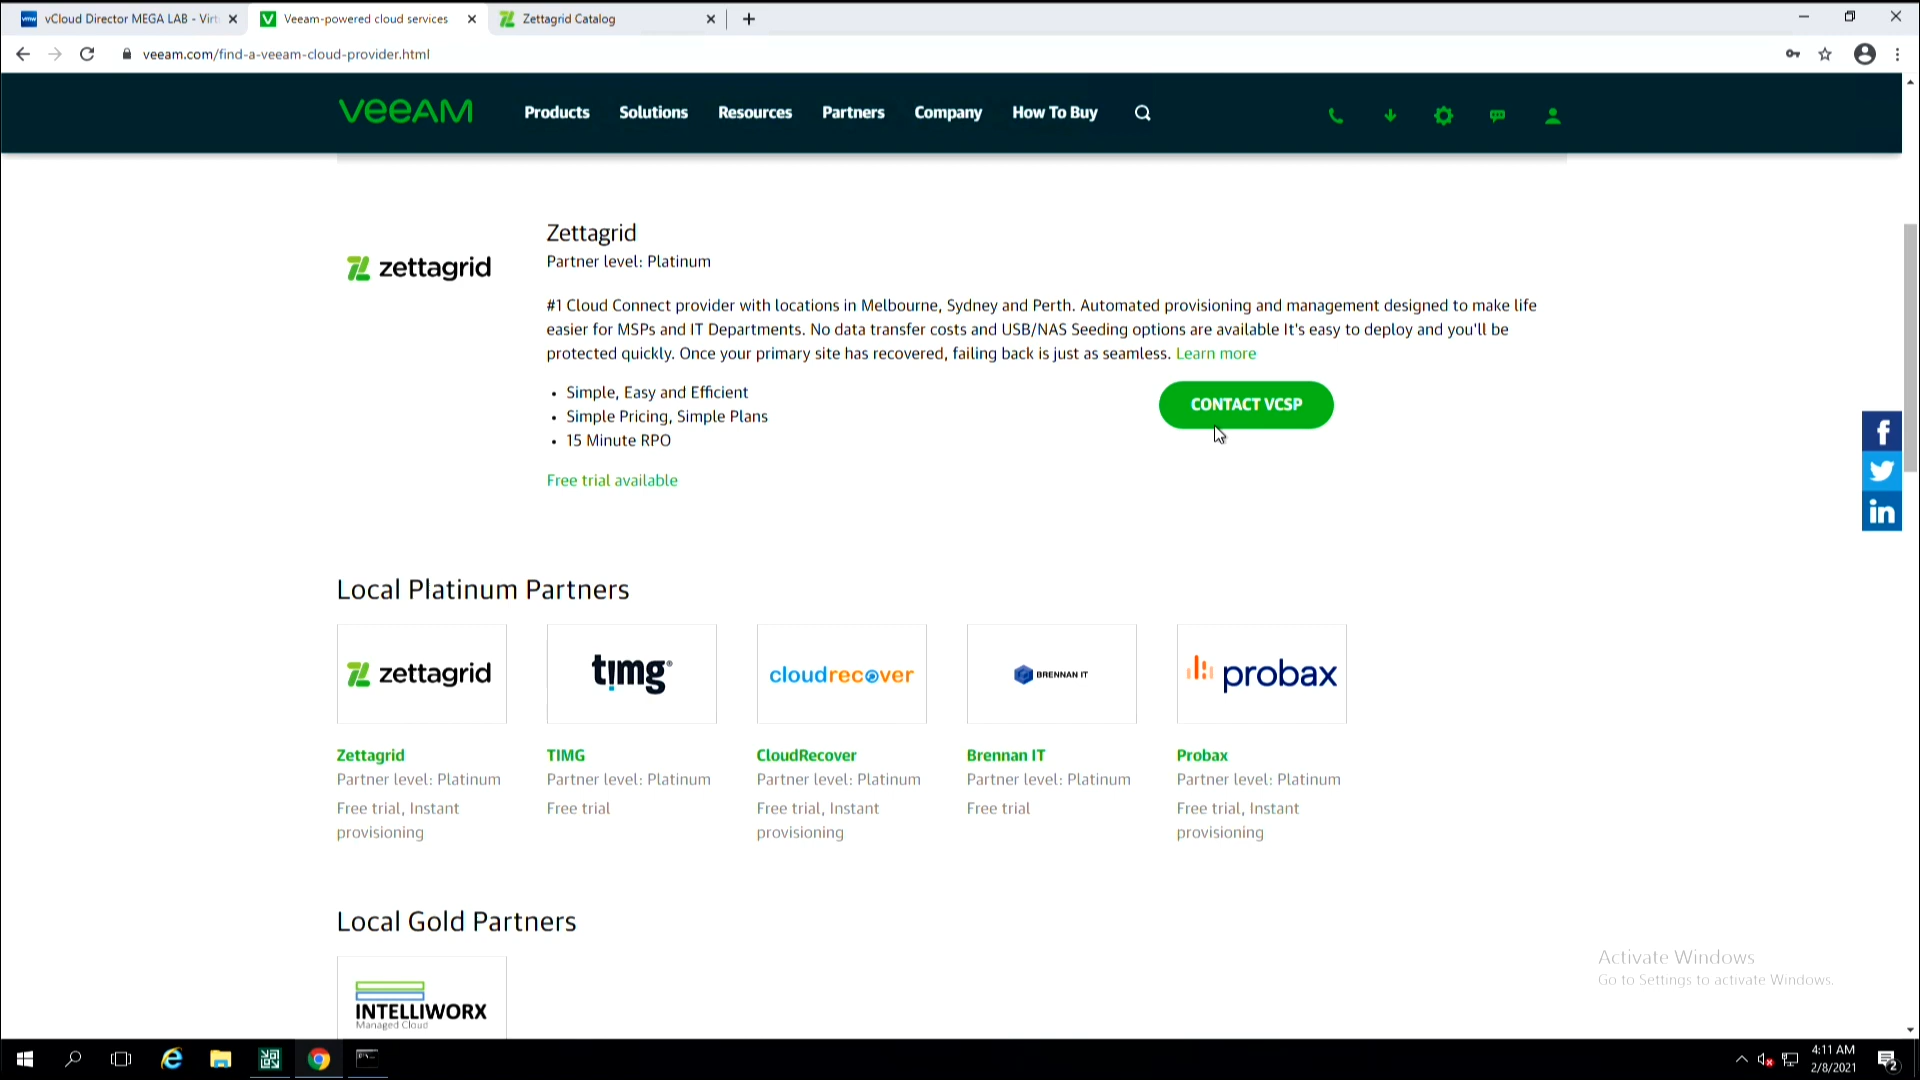 vCloud Director MEGA LAB - Virt
Veeam-powered cloud services
Zettagrid Catalog
veeam.com/find-a-veeam-cloud-provider.html
veeam
Products
Solutions
Resources
Partners
Company
How To Buy
zettagrid
Zettagrid
Partner level: Platinum
#1 Cloud Connect provider with locations in Melbourne, Sydney and Perth. Automated provisioning and management designed to make life
easier for MSPs and IT Departments. No data transfer costs and USB/NAS Seeding options are available It's easy to deploy and you'll be
protected quickly. Once your primary site has recovered, failing back is just as seamless. Learn more
• Simple, Easy and Efficient
• Simple Pricing, Simple Plans
• 15 Minute RPO
CONTACT VCSP
Free trial available
f
in
Local Platinum Partners
zettagrid
timg
cloudrecover
BRENNAN IT
probax
Zettagrid
Partner level: Platinum
Free trial, Instant
provisioning
TIMG
Partner level: Platinum
Free trial
CloudRecover
Partner level: Platinum
Free trial, Instant
provisioning
Brennan IT
Partner level: Platinum
Free trial
Probax
Partner level: Platinum
Free trial, Instant
provisioning
Local Gold Partners
INTELLIWORX
Managed Cloud
Activate Windows
Go to Settings to activate Windows.
4:11 AM
2/8/2021
2